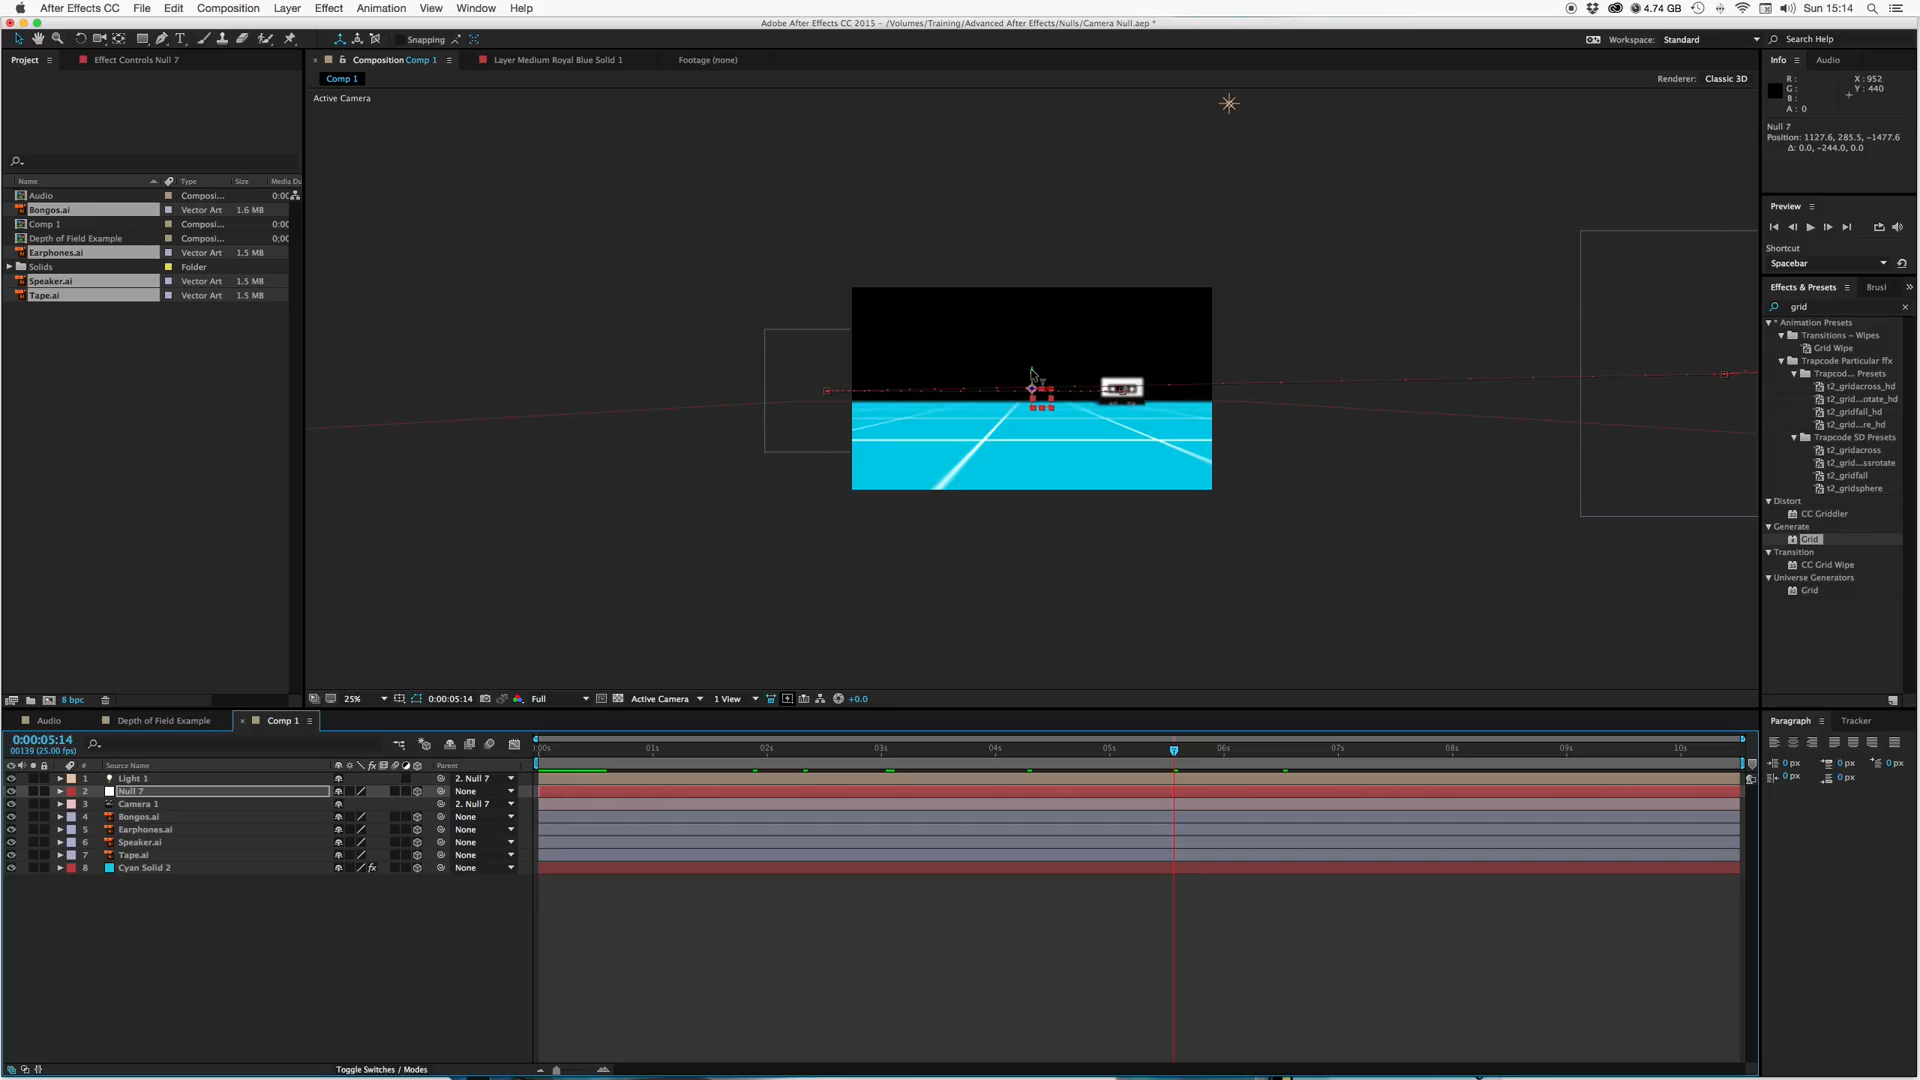 After Effects CC File Edit Composition Layer Effect Animation View Window Help 4.74 GB Sun 15:14
Adobe After Effects CC 2015 – /Volumes/Training/Advanced After Effects/Nulls/Camera Null.aep *
Snapping Workspace: Standard Search Help
Project Effect Controls Null 7 Composition Comp 1 Layer Medium Royal Blue Solid 1 Footage (none) Info Audio
Comp 1 Renderer: Classic 3D
Active Camera
R: X: 952
G: Y: 440
B:
A: 0
Null 7
Position: 1127.6, 285.5, -1477.6
Δ: 0.0, -244.0, 0.0
Name Type Size Media Du
Audio Composi... 0:00
Bongos.ai Vector Art 1.6 MB
Comp 1 Composi... 0:00
Depth of Field Example Composi... 0;00
Earphones.ai Vector Art 1.5 MB
Solids Folder
Speaker.ai Vector Art 1.5 MB
Tape.ai Vector Art 1.5 MB
Preview
Shortcut
Spacebar
Effects & Presets Brusl
grid
* Animation Presets
Transitions – Wipes
Grid Wipe
Trapcode Particular ffx
Trapcod... Presets
t2_gridacross_hd
t2_g...otate_hd
t2_gridfall_hd
t2_grid...re_hd
Trapcode SD Presets
t2_gridacross
t2_grid...ssrotate
t2_gridfall
t2_gridsphere
Distort
CC Griddler
Generate
Grid
Transition
CC Grid Wipe
Universe Generators
Grid
8 bpc 25% 0:00:05:14 Full Active Camera 1 View +0.0
Audio Depth of Field Example Comp 1
0:00:05:14
00139 (25.00 fps)
:00s 01s 02s 03s 04s 05s 06s 07s 08s 09s 10s
# Source Name Parent
1 Light 1 2. Null 7
2 Null 7 None
3 Camera 1 2. Null 7
4 Bongos.ai None
5 Earphones.ai None
6 Speaker.ai None
7 Tape.ai None
8 Cyan Solid 2 None
Paragraph Tracker
0 px 0 px 0 px
0 px 0 px
Toggle Switches / Modes